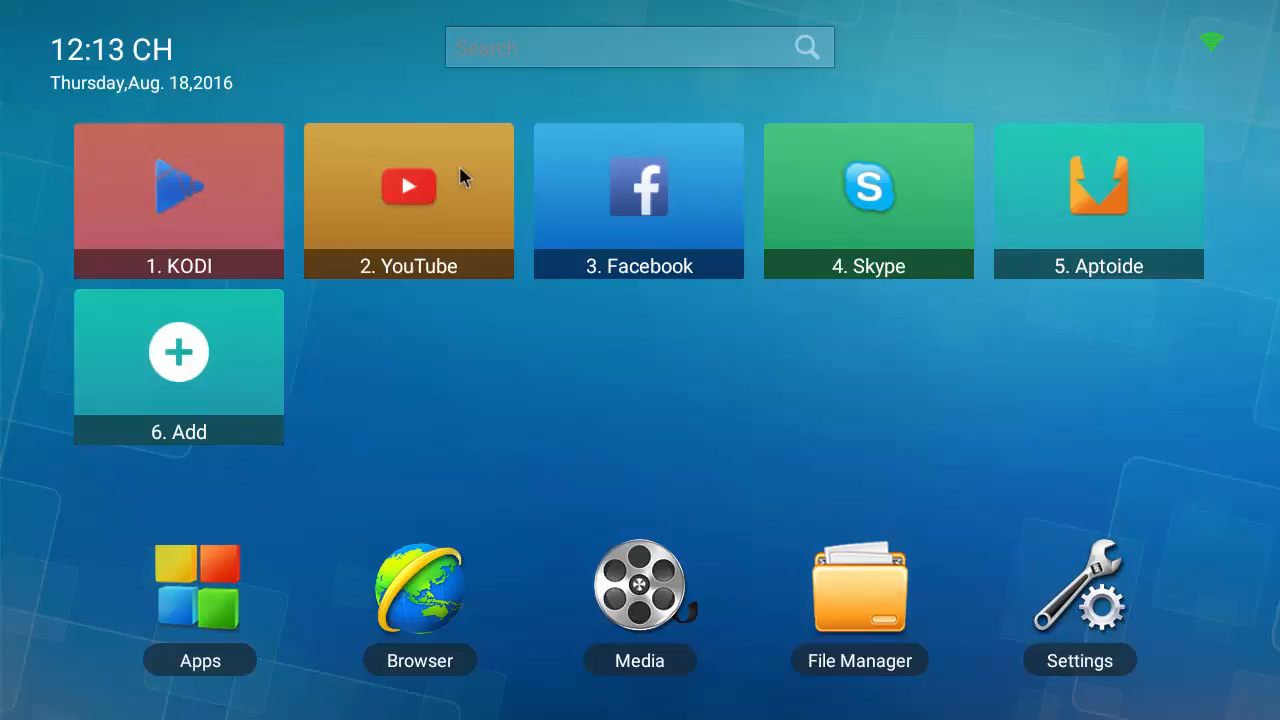 12:13 CH
Search
Thursday,Aug. 18,2016
1. KODI
2. YouTube
3. Facebook
4. Skype
5. Aptoide
6. Add
Apps
Browser
Media
File Manager
Settings